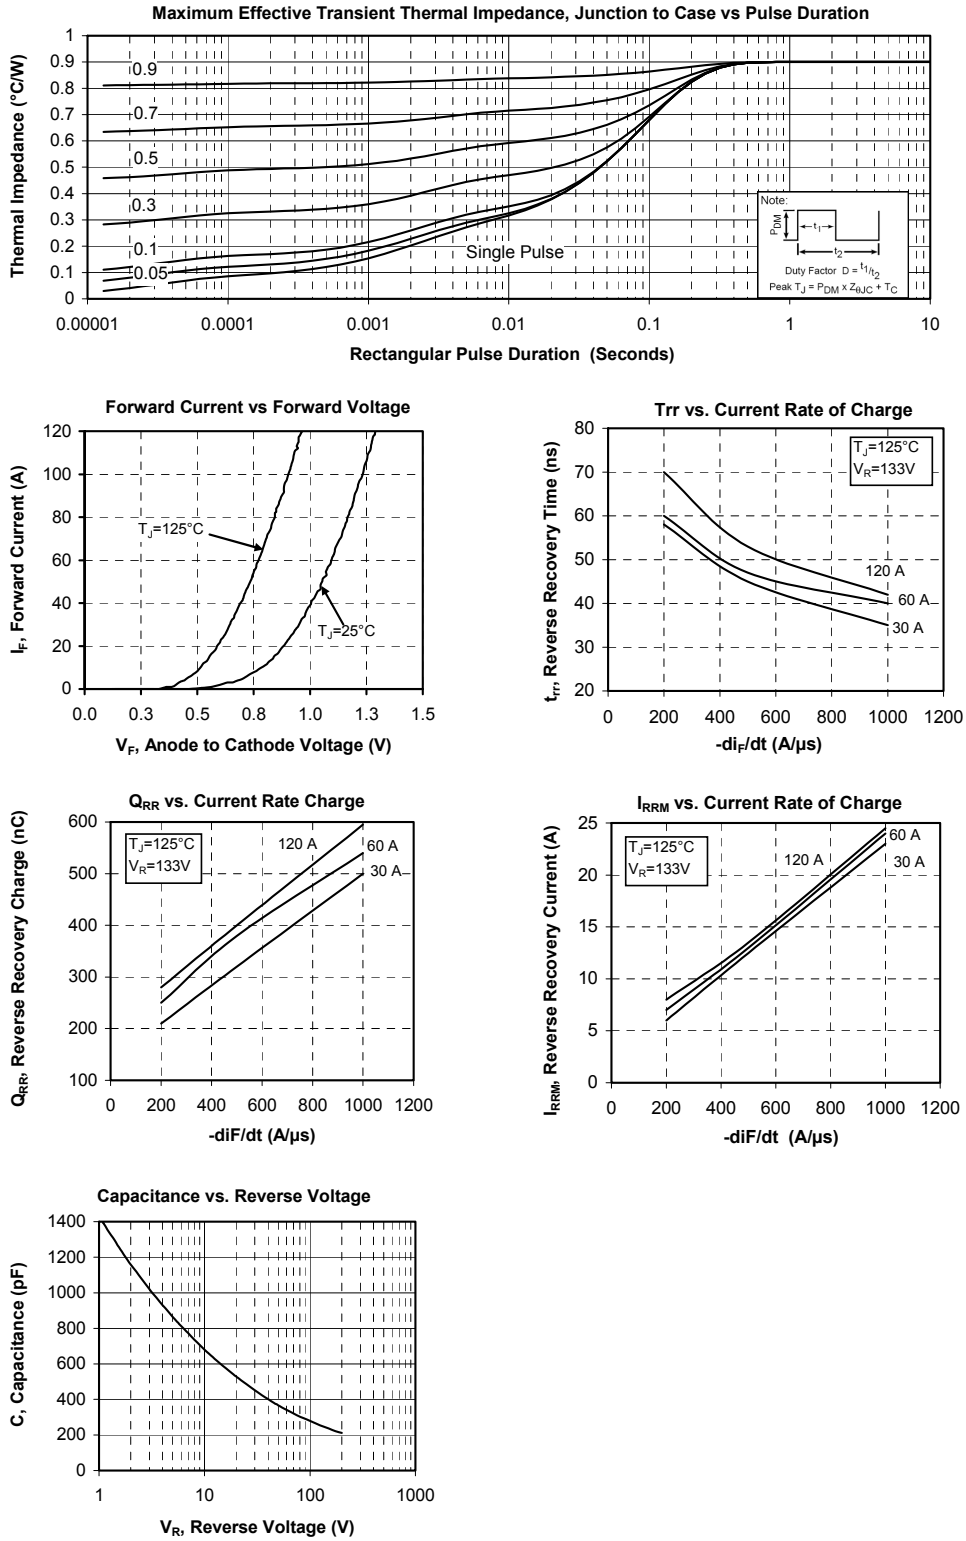 Maximum Effective Transient Thermal Impedance, Junction to Case vs Pulse Duration
Thermal Impedance (°C/W)
1
0.9
0.8
0.7
0.6
0.5
0.4
0.3
0.2
0.1
0
0.9
0.7
0.5
0.3
0.1
0.05
Single Pulse
Note:
PDM
t1
t2
Duty Factor D = t1/t2
Peak TJ = PDM x ZθJC + TC
0.00001 0.0001 0.001 0.01 0.1 1 10
Rectangular Pulse Duration (Seconds)
Forward Current vs Forward Voltage
IF, Forward Current (A)
120
100
80
60
40
20
0
TJ=125°C
TJ=25°C
0.0 0.3 0.5 0.8 1.0 1.3 1.5
VF, Anode to Cathode Voltage (V)
Trr vs. Current Rate of Charge
trr, Reverse Recovery Time (ns)
80
70
60
50
40
30
20
TJ=125°C
VR=133V
120 A
60 A
30 A
0 200 400 600 800 1000 1200
-diF/dt (A/µs)
QRR vs. Current Rate Charge
QRR, Reverse Recovery Charge (nC)
600
500
400
300
200
100
TJ=125°C
VR=133V
120 A
60 A
30 A
0 200 400 600 800 1000 1200
-diF/dt (A/µs)
IRRM vs. Current Rate of Charge
IRRM, Reverse Recovery Current (A)
25
20
15
10
5
0
TJ=125°C
VR=133V
120 A
60 A
30 A
0 200 400 600 800 1000 1200
-diF/dt (A/µs)
Capacitance vs. Reverse Voltage
C, Capacitance (pF)
1400
1200
1000
800
600
400
200
0
1 10 100 1000
VR, Reverse Voltage (V)